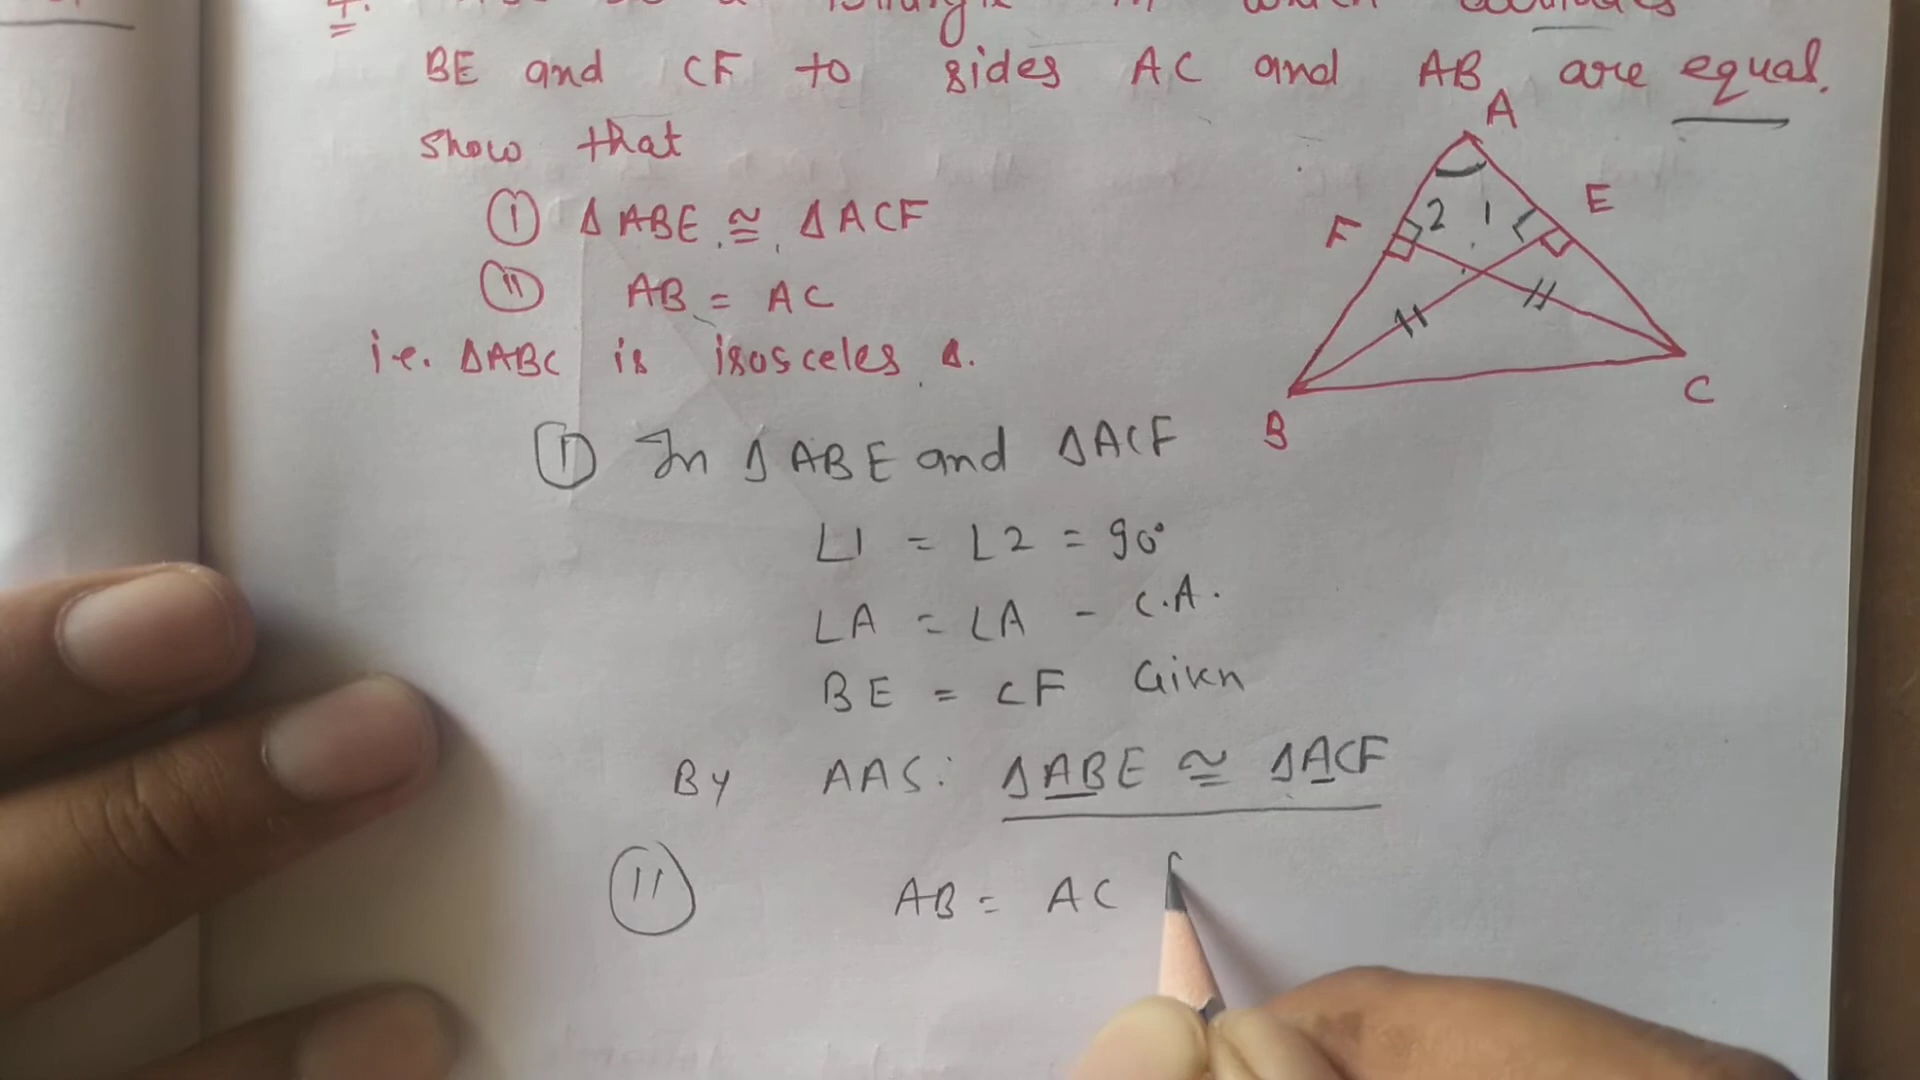 BE and CF to sides AC and AB are equal.
show that
(I) ΔABE ≅ ΔACF
(II) AB = AC
i.e. ΔABC is isosceles Δ.
A
E
F
2 1
B
C
(I) In ΔABE and ΔACF
∠1 = ∠2 = 90°
∠A = ∠A - C.A.
BE = CF Given
By AAS: ΔABE ≅ ΔACF
(II) AB = AC